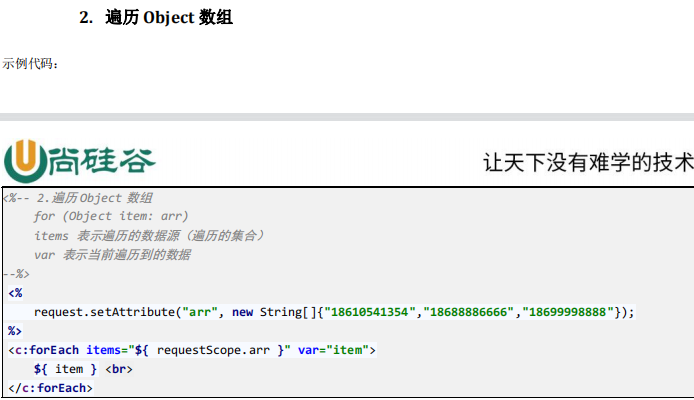 2. 遍历 Object 数组
示例代码：
尚硅谷
让天下没有难学的技术
<%-- 2.遍历 Object 数组
for (Object item: arr)
items 表示遍历的数据源（遍历的集合）
var 表示当前遍历到的数据
--%>
<%
request.setAttribute("arr", new String[]{"18610541354","18688886666","18699998888"});
%>
<c:forEach items="${ requestScope.arr }" var="item">
${ item } <br>
</c:forEach>